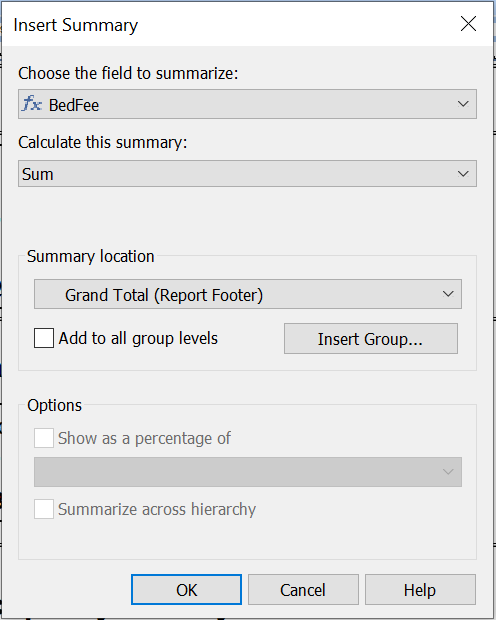 Insert Summary
Choose the field to summarize:
fx BedFee
Calculate this summary:
Sum
Summary location
Grand Total (Report Footer)
Add to all group levels
Insert Group...
Options
Show as a percentage of
Summarize across hierarchy
OK
Cancel
Help